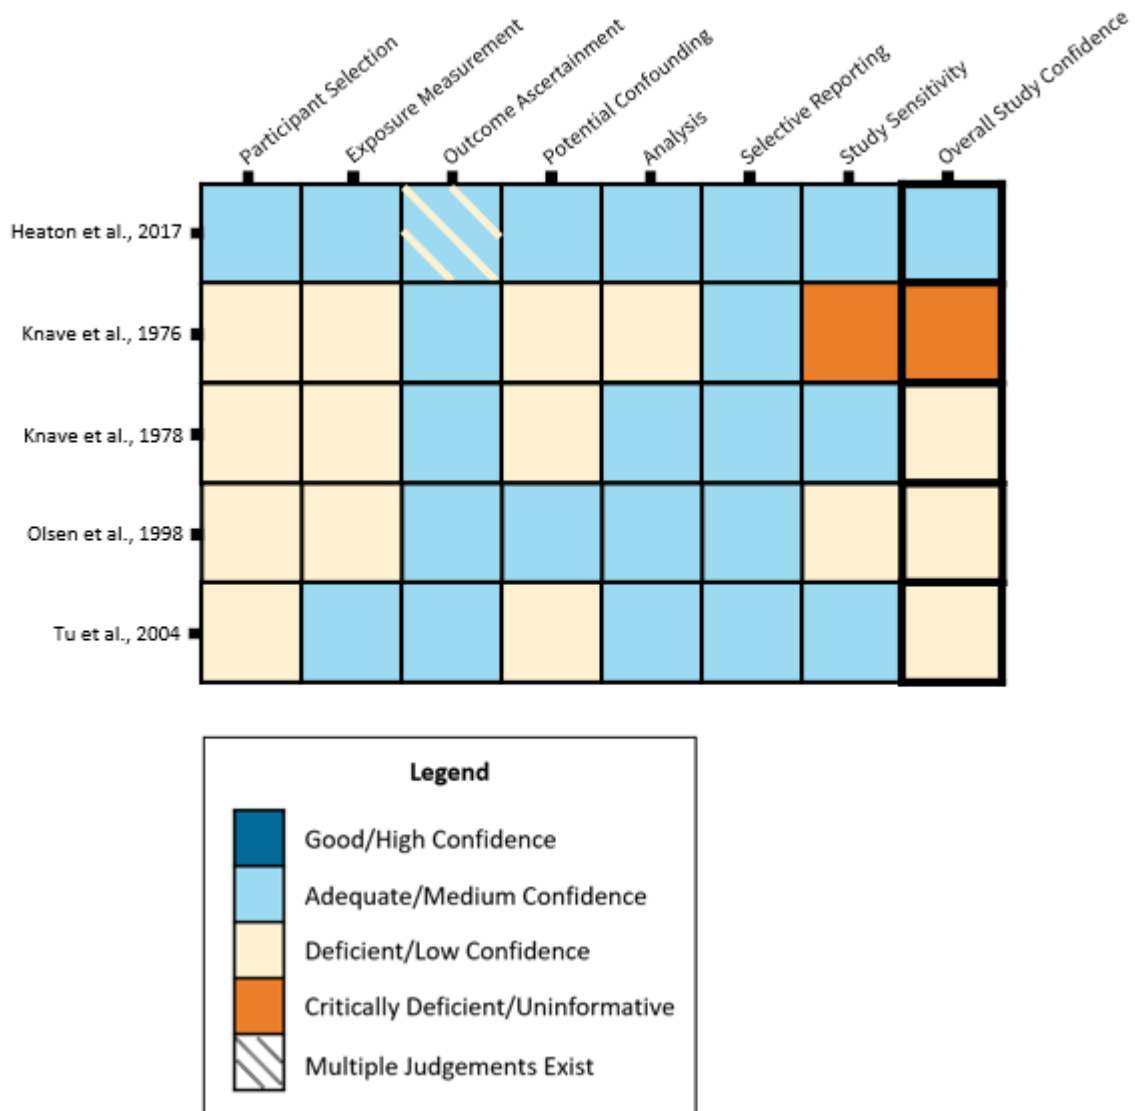 Participant Selection
Exposure Measurement
Outcome Ascertainment
Potential Confounding
Analysis
Selective Reporting
Study Sensitivity
Overall Study Confidence
Heaton et al., 2017
Knave et al., 1976
Knave et al., 1978
Olsen et al., 1998
Tu et al., 2004
Legend
Good/High Confidence
Adequate/Medium Confidence
Deficient/Low Confidence
Critically Deficient/Uninformative
Multiple Judgements Exist